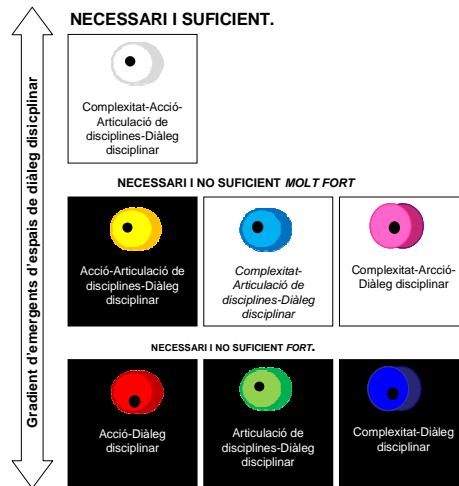 NECESSARI I SUFICIENT.
Gradient d'emergents d'espais de diàleg disicplinar
Complexitat-Acció-
Articulació de
disciplines-Diàleg
disciplinar
NECESSARI I NO SUFICIENT MOLT FORT
Acció-Articulació de
disciplines-Diàleg
disciplinar
Complexitat-
Articulació de
disciplines-Diàleg
disciplinar
Complexitat-Arcció-
Diàleg disciplinar
NECESSARI I NO SUFICIENT FORT.
Acció-Diàleg
disciplinar
Articulació de
disciplines-Diàleg
disciplinar
Complexitat-Diàleg
disciplinar